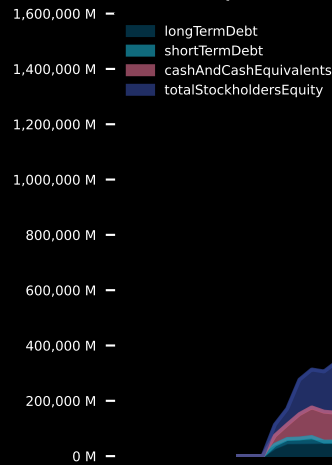 1,600,000 M
longTermDebt
shortTermDebt
1,400,000 M
cashAndCashEquivalents
totalStockholdersEquity
1,200,000 M
1,000,000 M
800,000 M
600,000 M
400,000 M
200,000 M
0 M